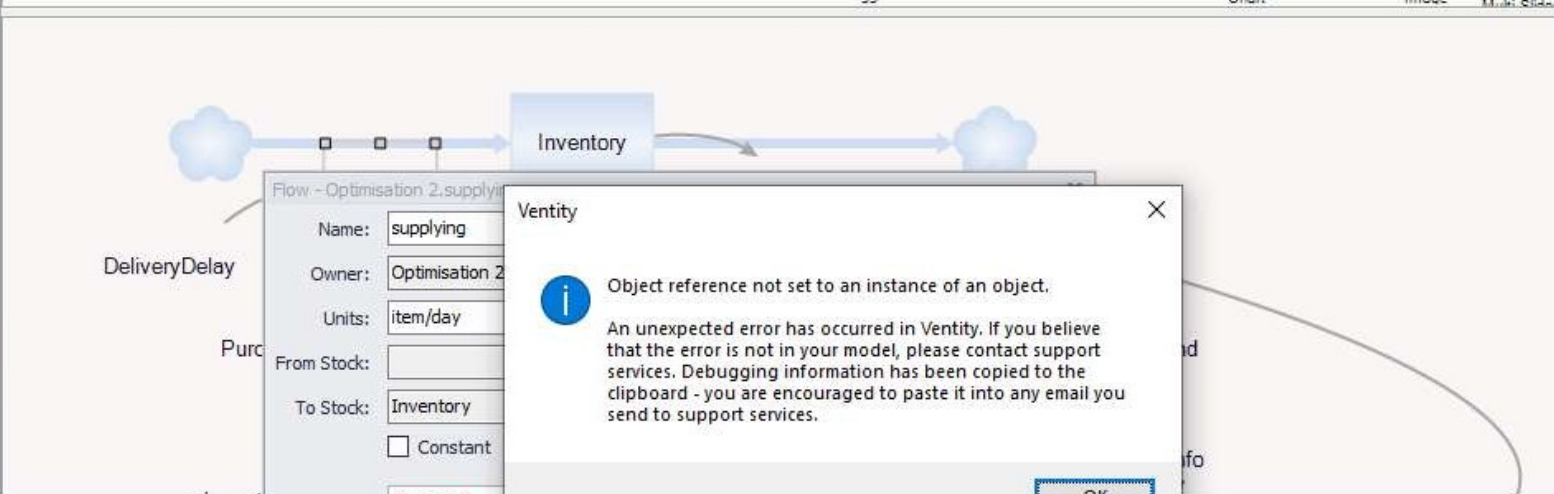 Inventory
Flow - Optimisation 2.supplyin
Ventity
Name: supplying
DeliveryDelay
Owner: Optimisation 2
Object reference not set to an instance of an object.
Units: item/day
An unexpected error has occurred in Ventity. If you believe
that the error is not in your model, please contact support
services. Debugging information has been copied to the
clipboard - you are encouraged to paste it into any email you
send to support services.
Purc
From Stock:
To Stock: Inventory
Constant
nd
nfo
OK